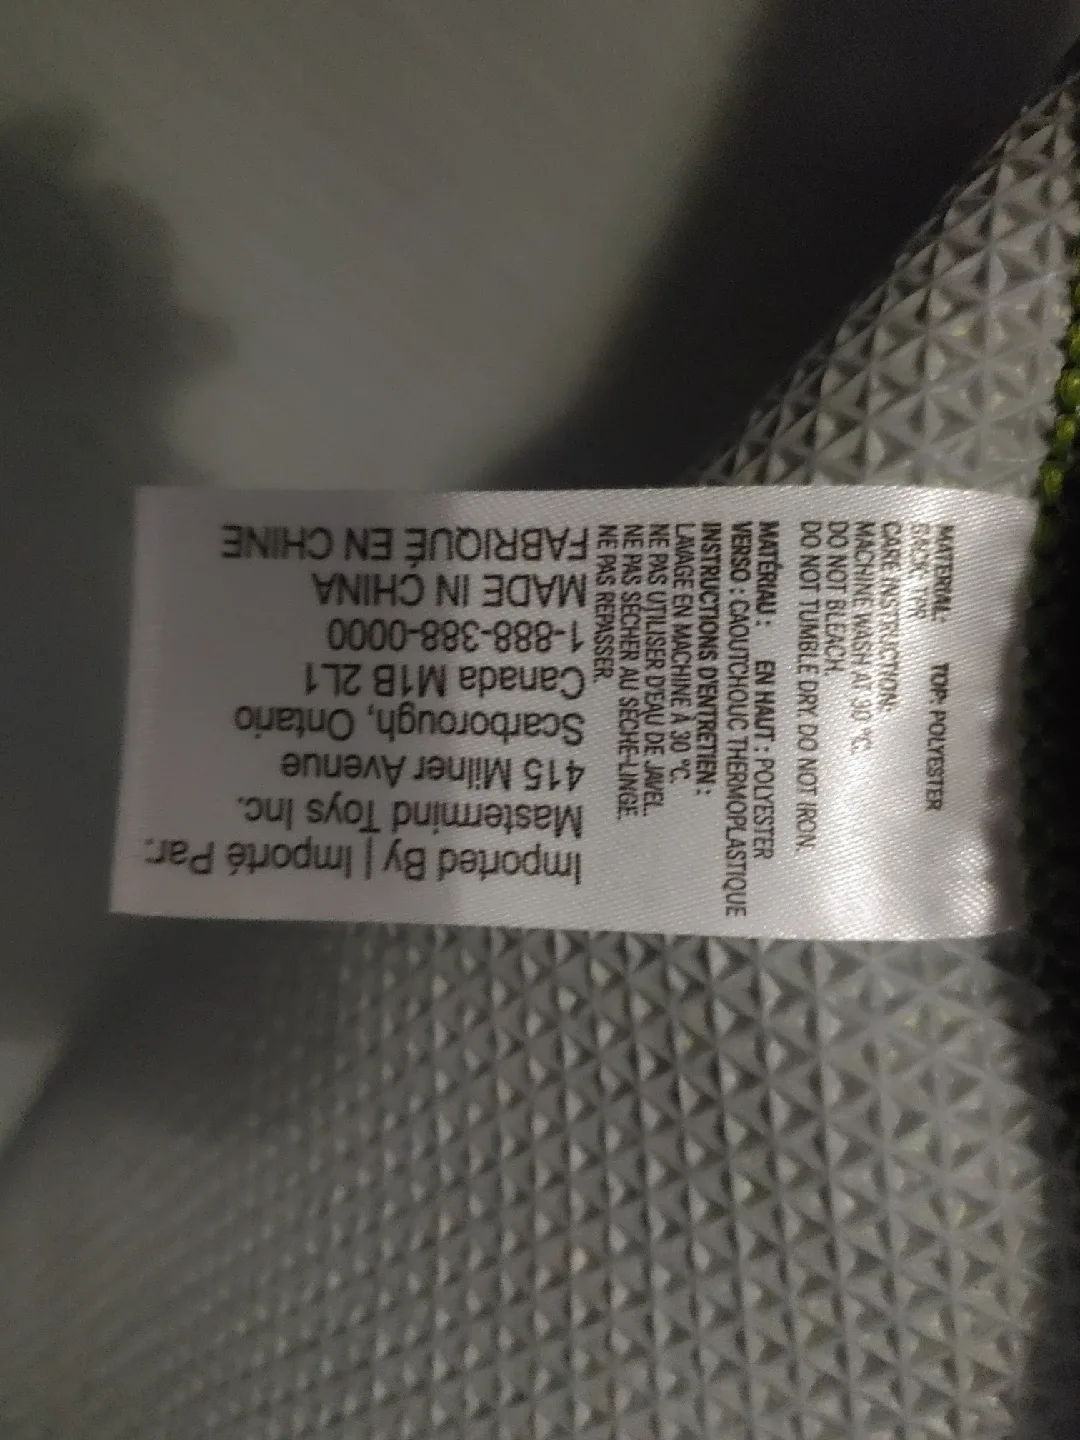 MATERIAL: TOP: POLYESTER
BACK: TPR
CARE INSTRUCTION:
MACHINE WASH AT 30 °C.
DO NOT BLEACH.
DO NOT TUMBLE DRY. DO NOT IRON.
MATÉRIAU : EN HAUT : POLYESTER
VERSO : CAOUTCHOUC THERMOPLASTIQUE
INSTRUCTIONS D'ENTRETIEN :
LAVAGE EN MACHINE À 30 °C.
NE PAS UTILISER D'EAU DE JAVEL.
NE PAS SÉCHER AU SÈCHE-LINGE.
NE PAS REPASSER.
Imported By | Importé Par:
Mastermind Toys Inc.
415 Milner Avenue
Scarborough, Ontario
Canada M1B 2L1
1-888-388-0000
MADE IN CHINA
FABRIQUÉ EN CHINE